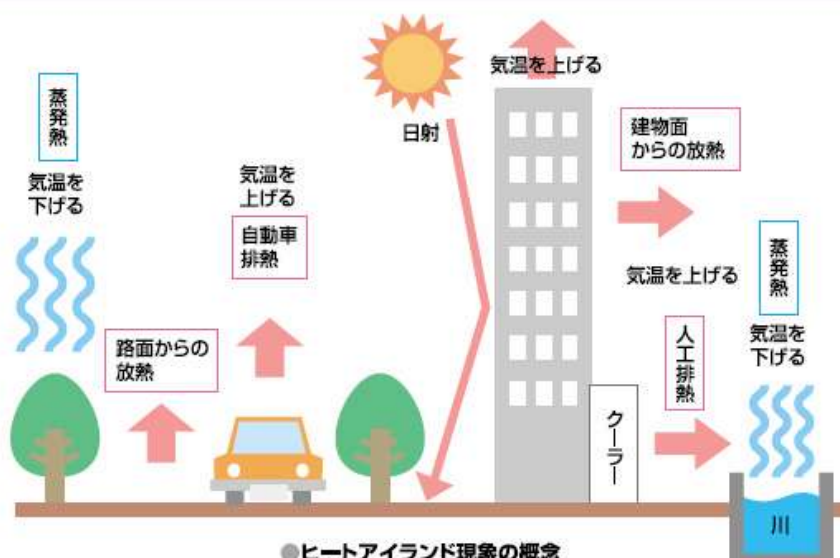 蒸発熱
気温を
下げる
気温を
上げる
自動車
排熱
路面からの
放熱
日射
気温を上げる
建物面
からの放熱
気温を上げる
人工排熱
クーラー
蒸発熱
気温を
下げる
川
●ヒートアイランド現象の概念